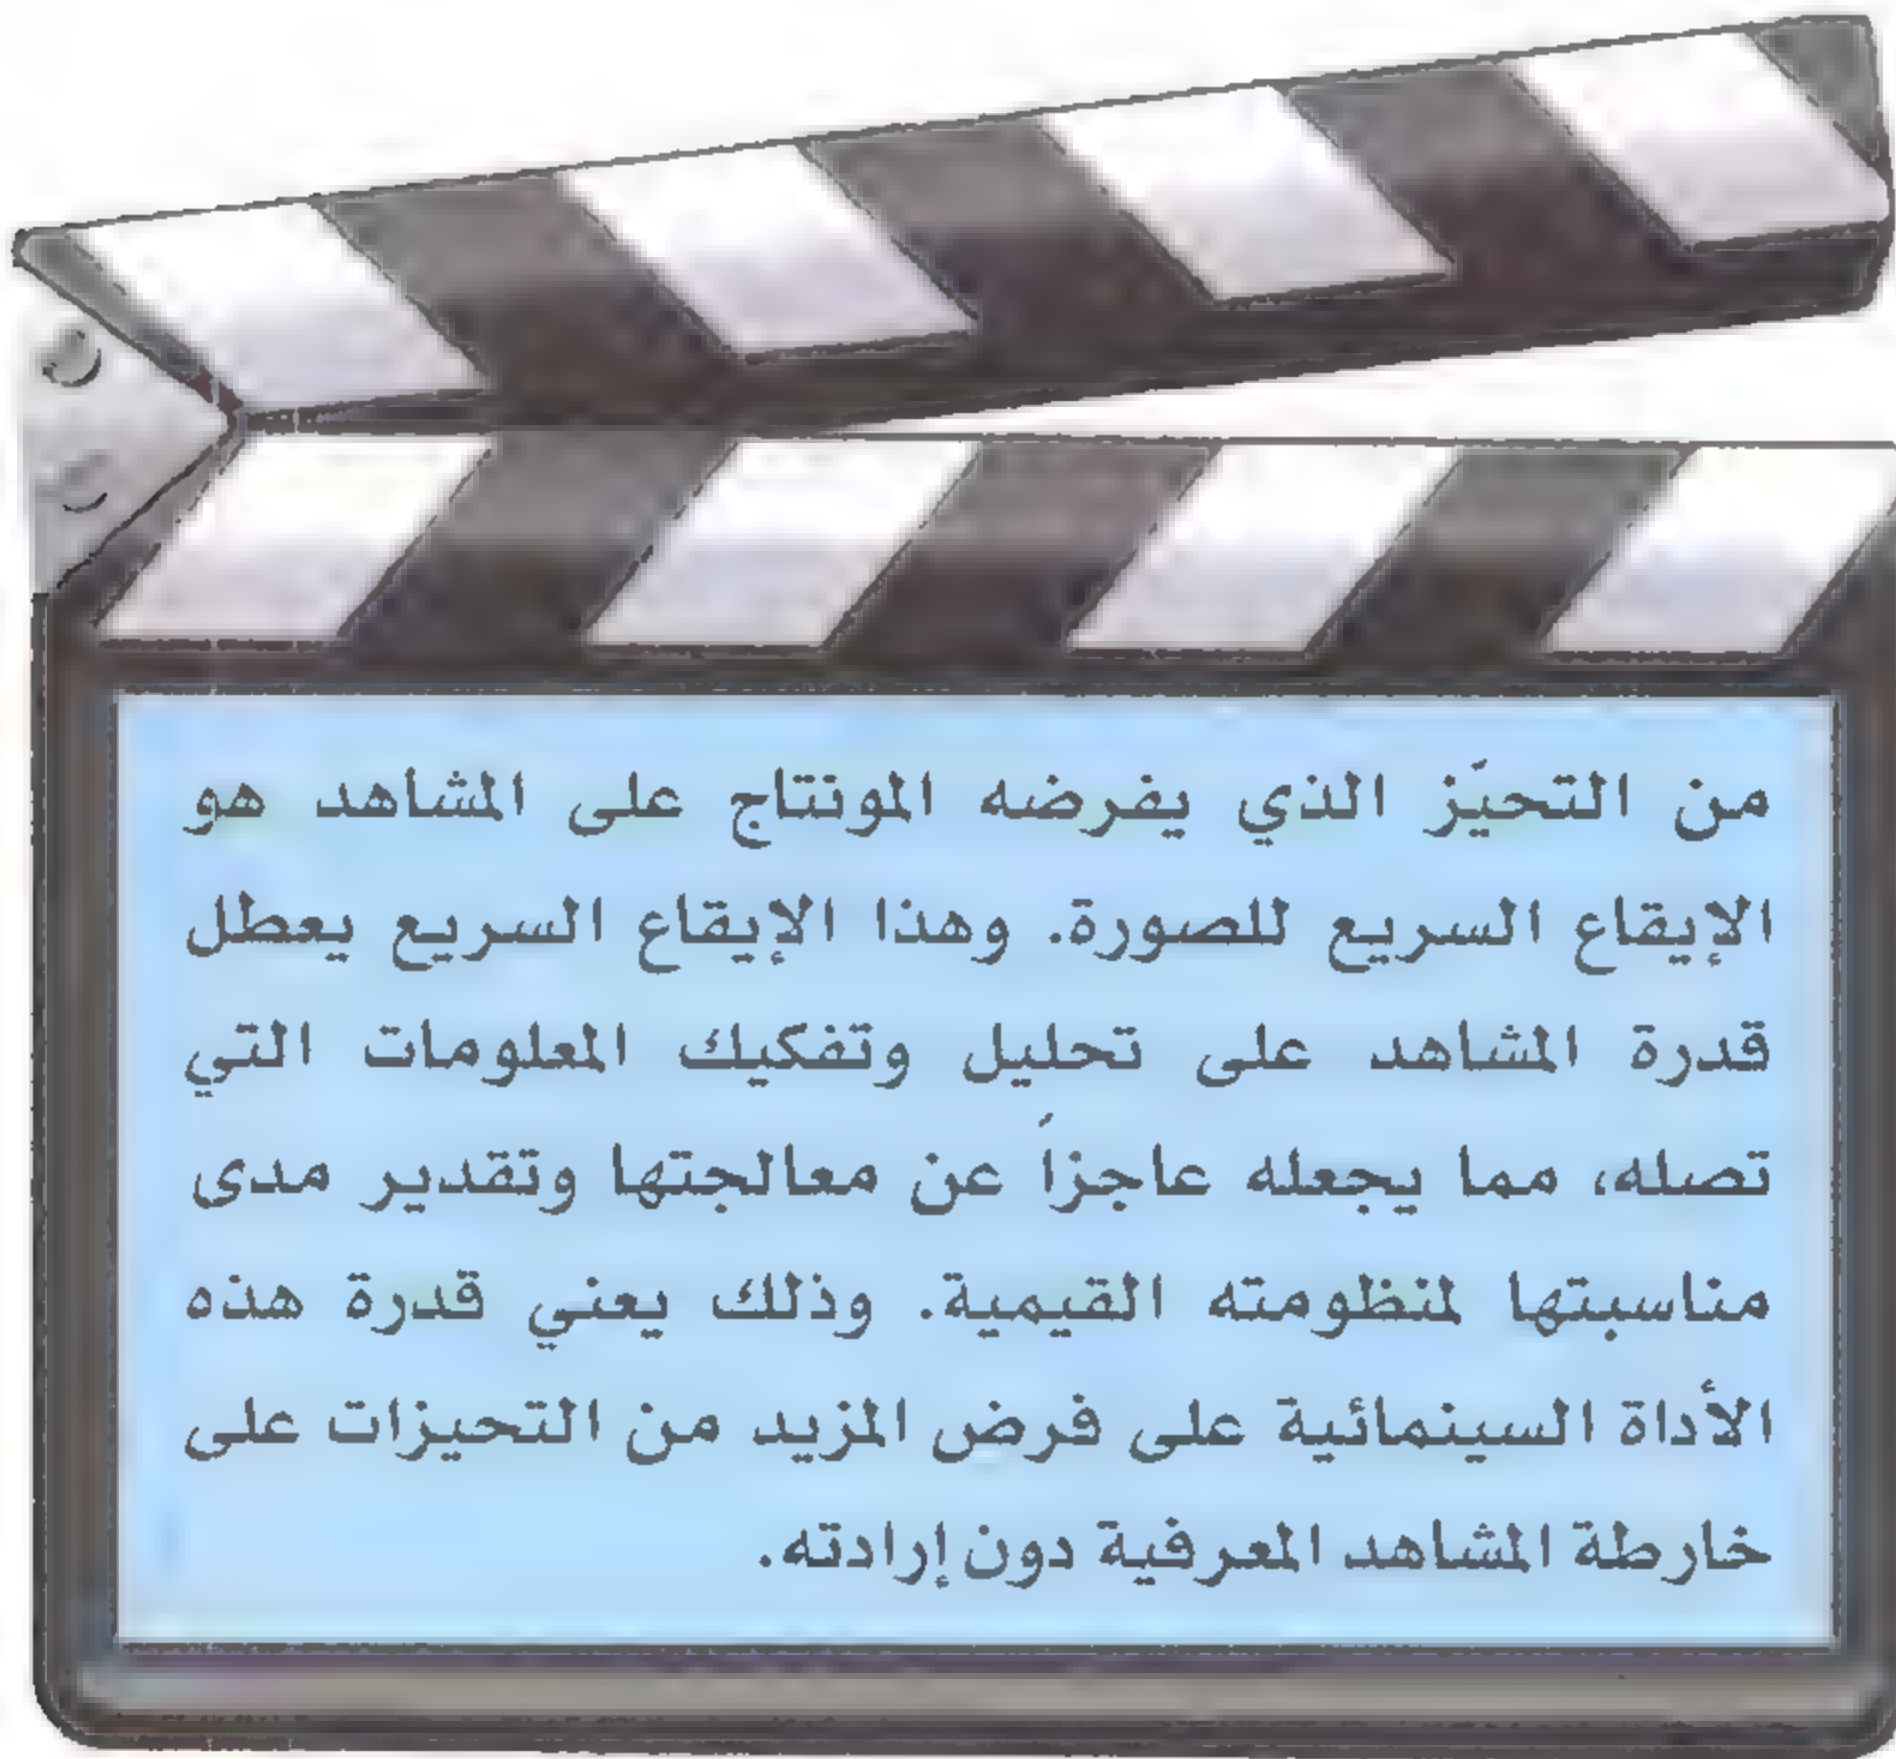 من التحيّز الذي يفرضه المونتاج على المشاهد هو
الإيقاع السريع للصورة. وهذا الإيقاع السريع يعطل
قدرة المشاهد على تحليل وتفكيك المعلومات التي
تصله، مما يجعله عاجزاً عن معالجتها وتقدير مدى
مناسبتها لمنظومته القيمية. وذلك يعني قدرة هذه
الأداة السينمائية على فرض المزيد من التحيزات على
خارطة المشاهد المعرفية دون إرادته.